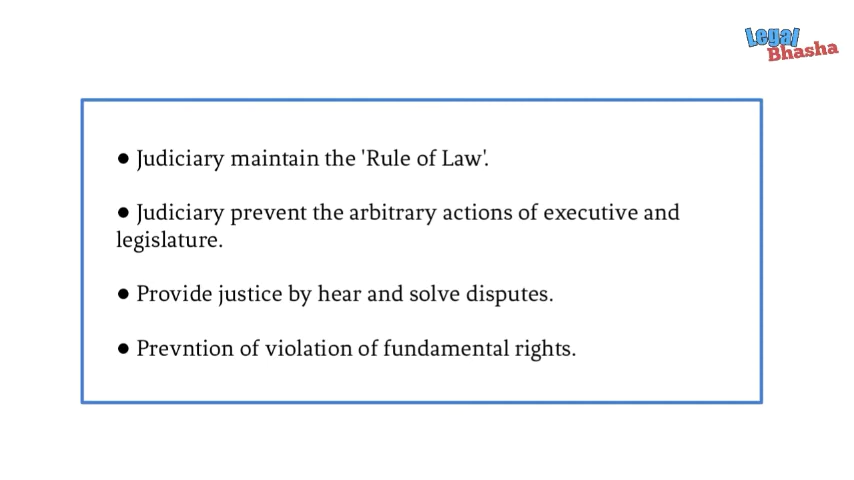 Legal
Bhasha
● Judiciary maintain the 'Rule of Law'.
● Judiciary prevent the arbitrary actions of executive and
legislature.
● Provide justice by hear and solve disputes.
● Prevntion of violation of fundamental rights.